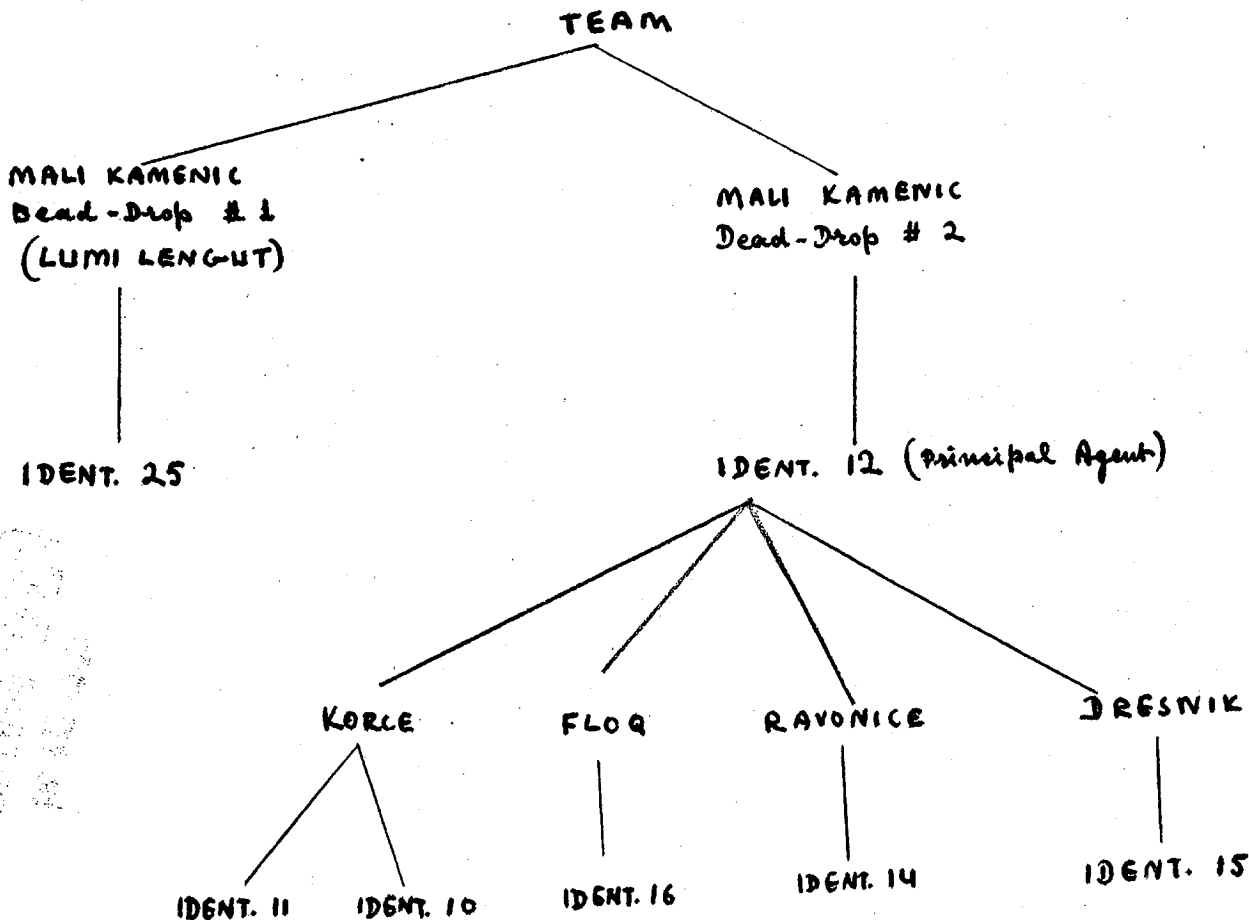 TEAM
MALI KAMENIC
Dead-Drop # 1
(LUMI LENGUT)
MALI KAMENIC
Dead-Drop # 2
IDENT. 25
IDENT. 12 (Principal Agent)
KORCE
FLOQ
RAVONICE
DRESNIK
IDENT. 11
IDENT. 10
IDENT. 16
IDENT. 14
IDENT. 15